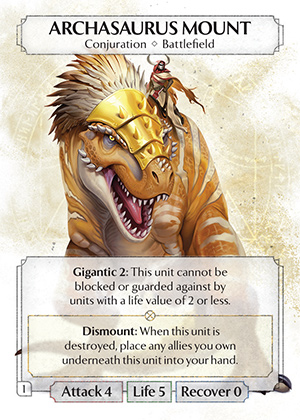 ARCHASAURUS MOUNT
Conjuration ⟡ Battlefield
Gigantic 2: This unit cannot be
blocked or guarded against by
units with a life value of 2 or less.
Dismount: When this unit is
destroyed, place any allies you own
underneath this unit into your hand.
1
Attack 4
Life 5
Recover 0